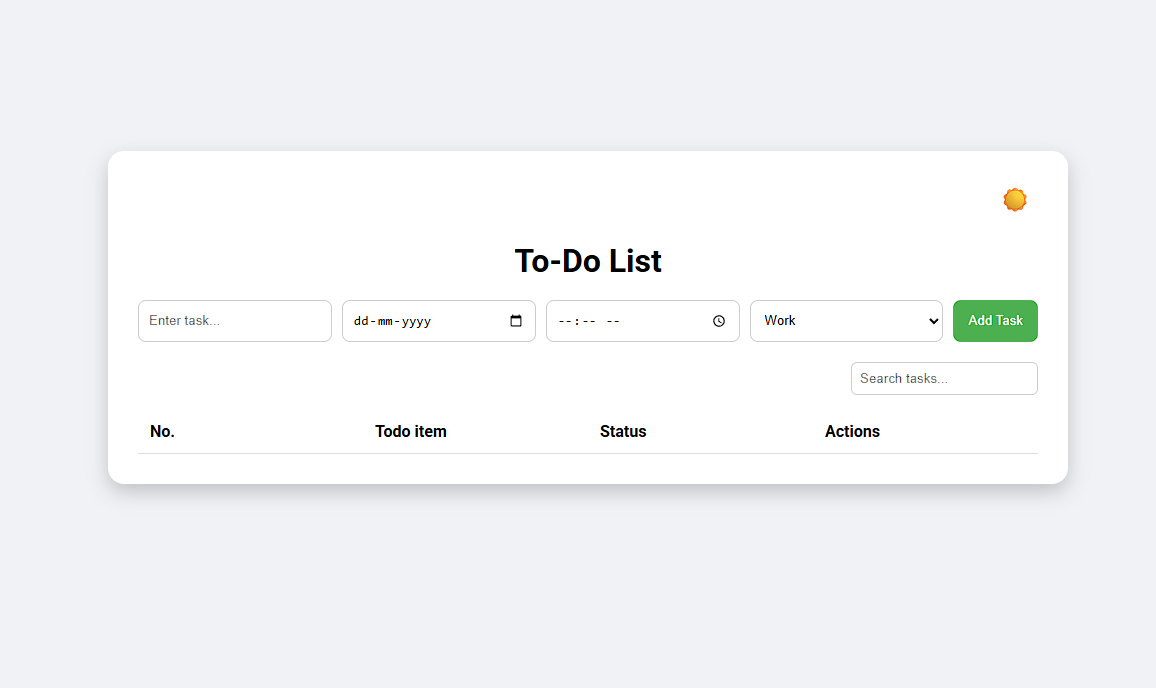 To-Do List
Enter task... dd-mm-yyyy --:-- -- Work Add Task
Search tasks...
No. Todo item Status Actions